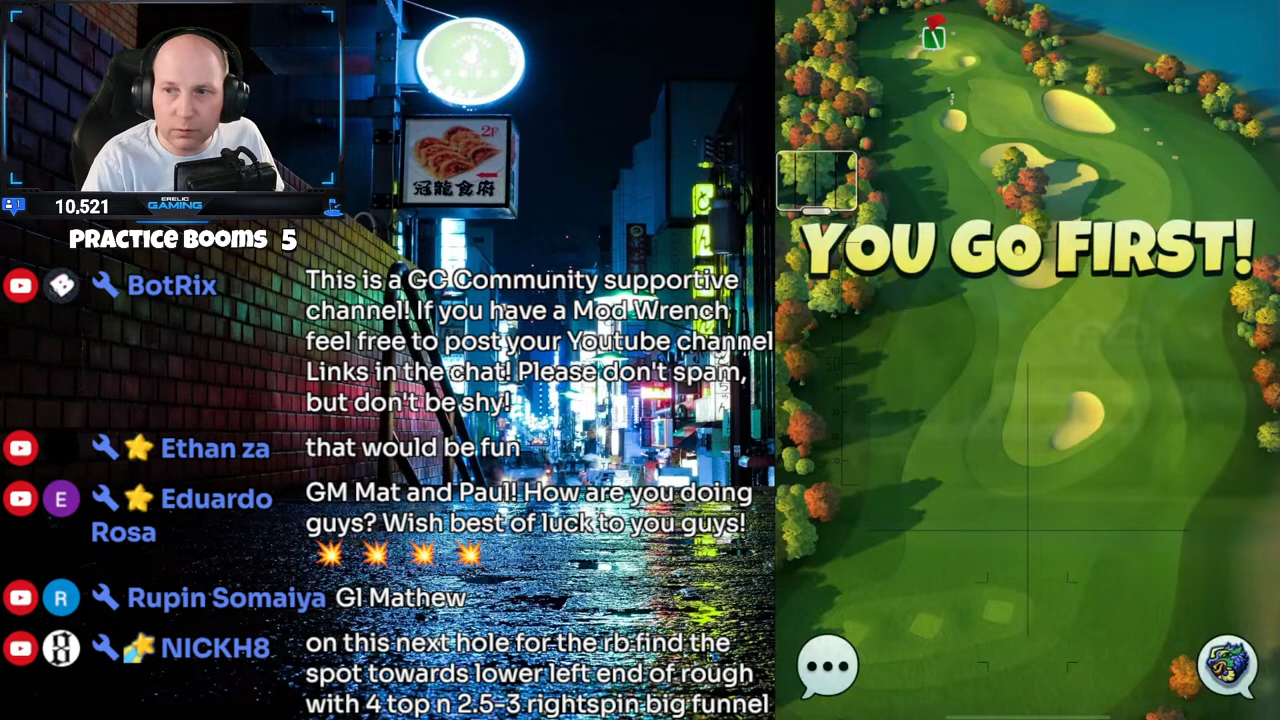 2F
冠龍食府
10,521
ERELIC
GAMING
PRACTICE BOOMS 5
YOU GO FIRST!
BotRix This is a GC Community supportive
channel! If you have a Mod Wrench
feel free to post your Youtube channel
Links in the chat! Please don't spam,
but don't be shy!
Ethan za that would be fun
Eduardo Rosa GM Mat and Paul! How are you doing
guys? Wish best of luck to you guys!
Rupin Somaiya Gl Mathew
NICKH8 on this next hole for the rb find the
spot towards lower left end of rough
with 4 top n 2.5-3 rightspin big funnel